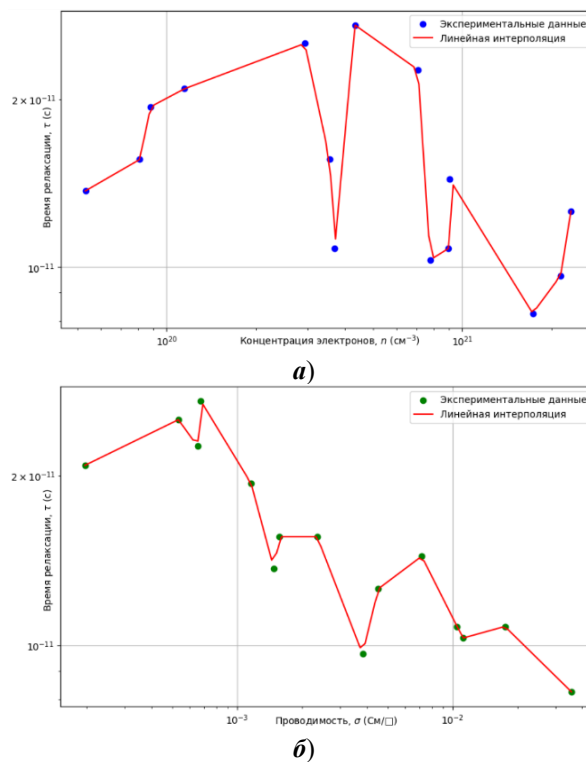 Экспериментальные данные
Линейная интерполяция
Время релаксации, τ (с)
2 × 10⁻¹¹
10⁻¹¹
10²⁰
10²¹
Концентрация электронов, n (см⁻³)
а)
Экспериментальные данные
Линейная интерполяция
Время релаксации, τ (с)
2 × 10⁻¹¹
10⁻¹¹
10⁻³
10⁻²
Проводимость, σ (См/□)
б)